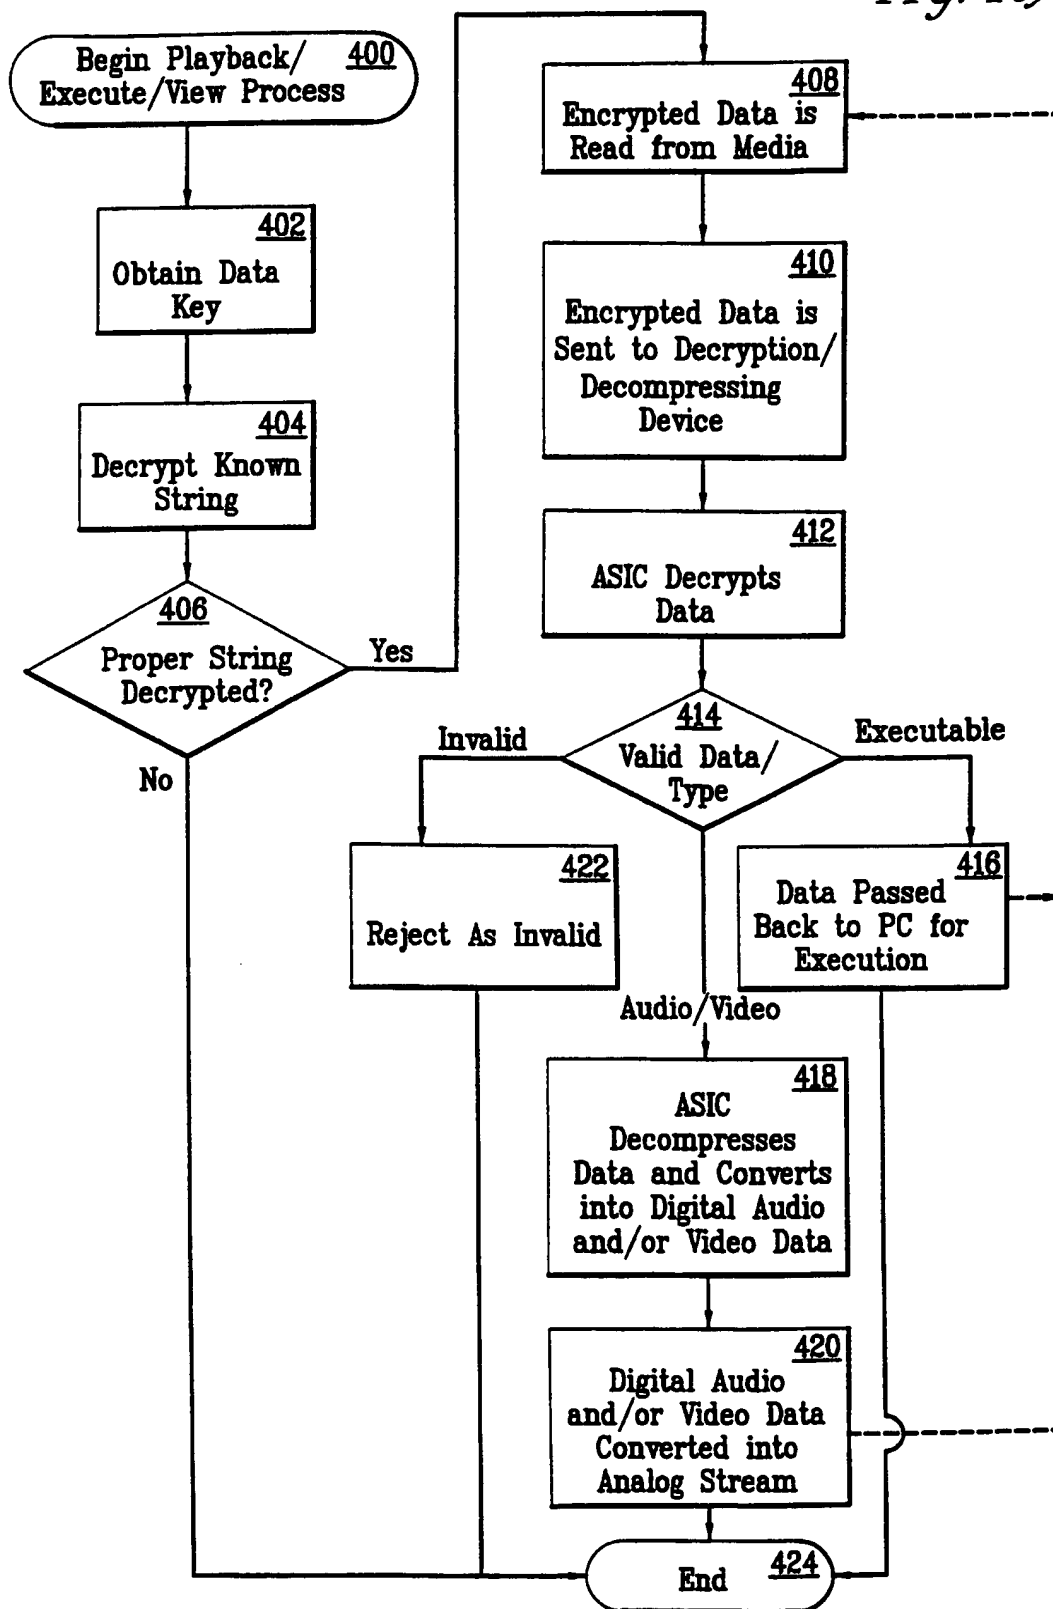 Begin Playback/ 400
Execute/View Process
402
Obtain Data
Key
404
Decrypt Known
String
406
Proper String
Decrypted?
Yes
No
408
Encrypted Data is
Read from Media
410
Encrypted Data is
Sent to Decryption/
Decompressing
Device
412
ASIC Decrypts
Data
414
Valid Data/
Type
Invalid
Executable
422
Reject As Invalid
416
Data Passed
Back to PC for
Execution
Audio/Video
418
ASIC
Decompresses
Data and Converts
into Digital Audio
and/or Video Data
420
Digital Audio
and/or Video Data
Converted into
Analog Stream
End 424